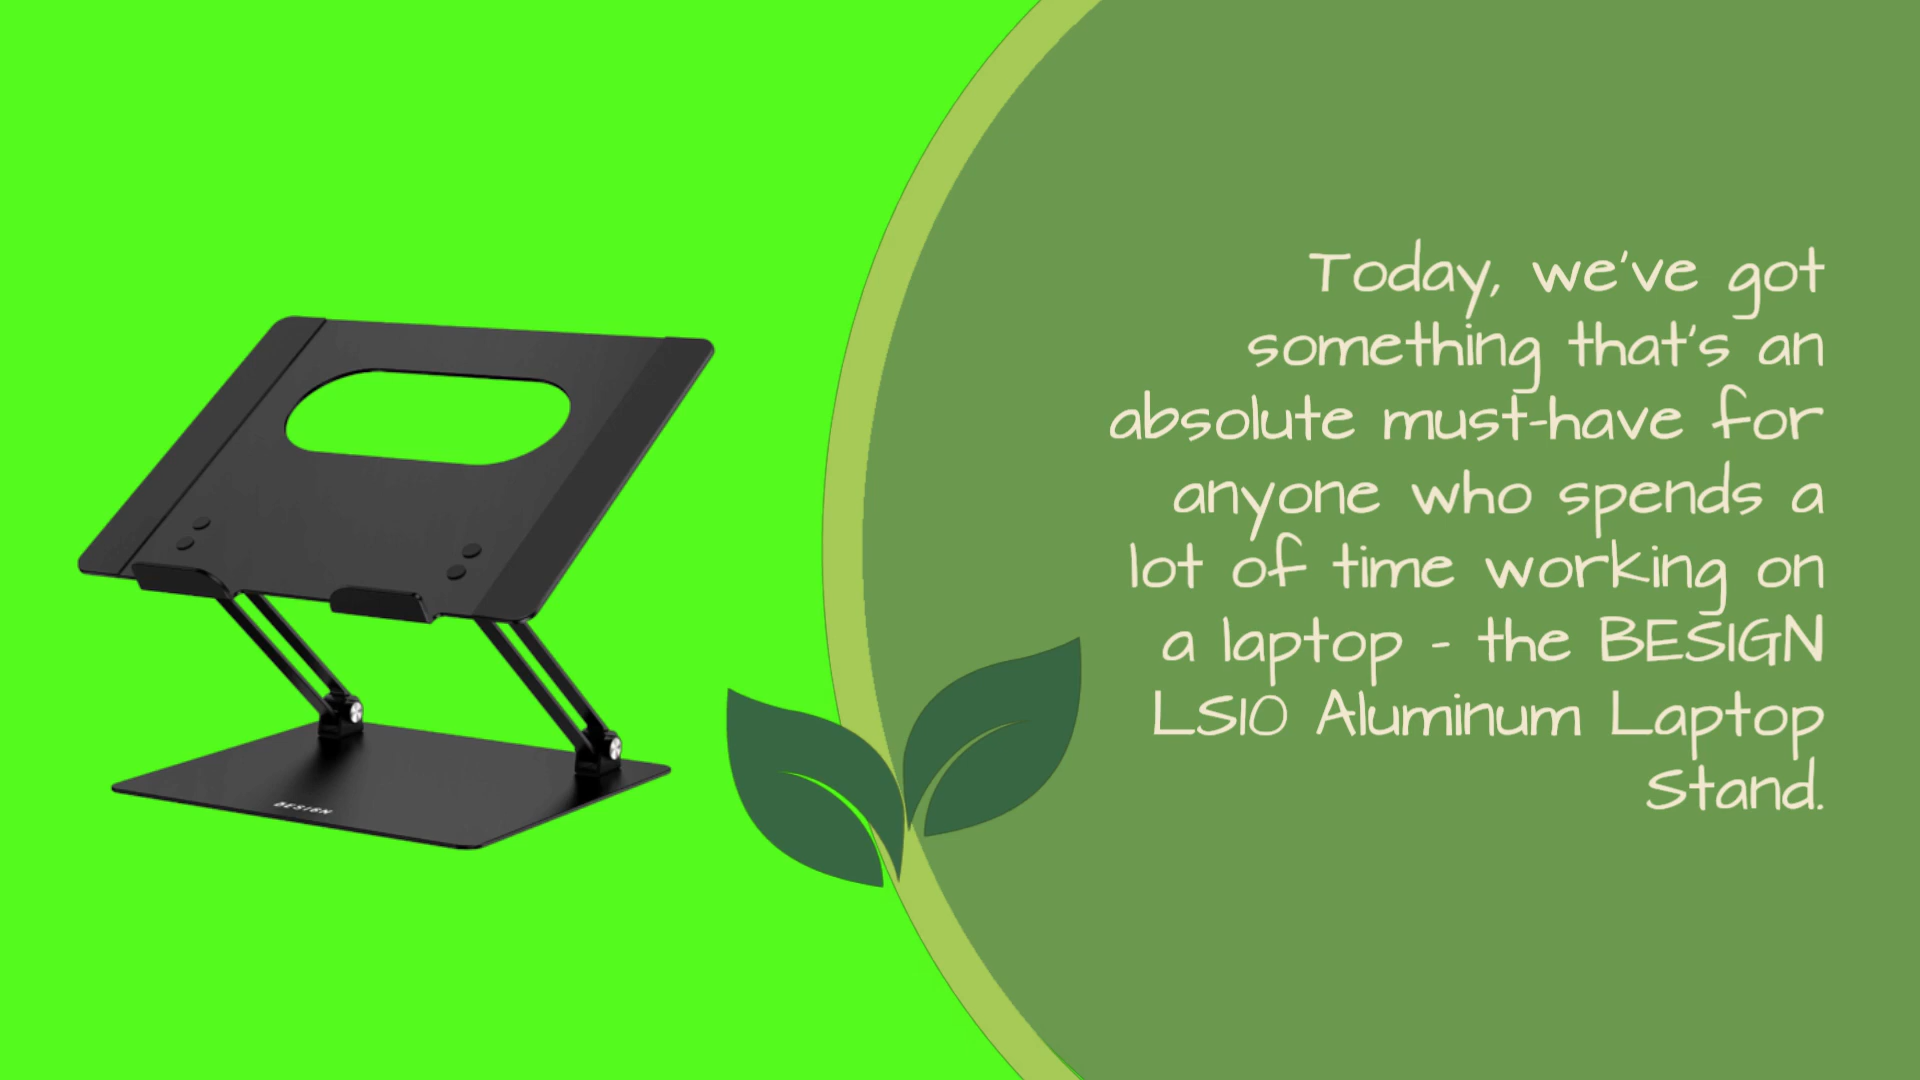 Today, we've got
something that's an
absolute must-have for
anyone who spends a
lot of time working on
a laptop - the BESIGN
LS10 Aluminum Laptop
Stand.
BESIGN